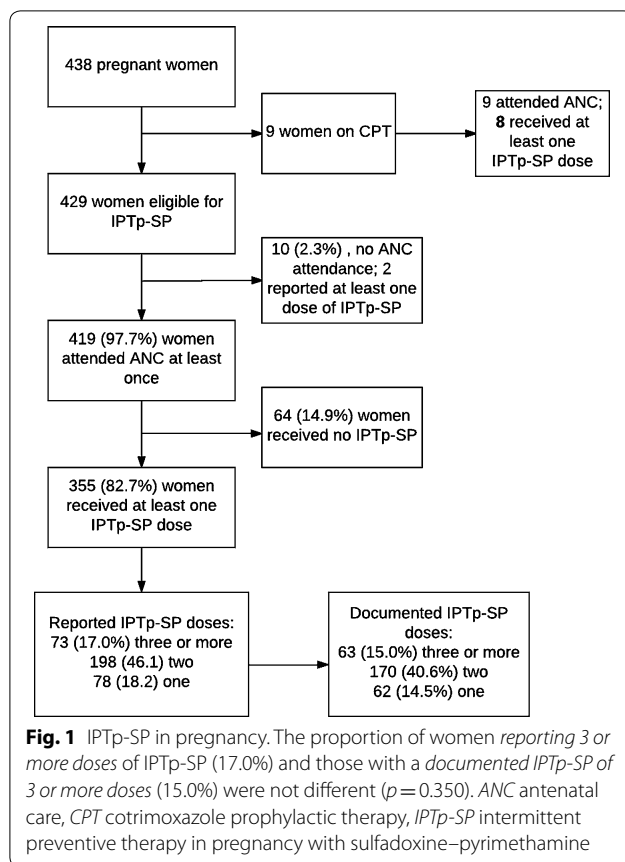 438 pregnant women
9 women on CPT
9 attended ANC;
8 received at
least one
IPTp-SP dose
429 women eligible for
IPTp-SP
10 (2.3%) , no ANC
attendance; 2
reported at least one
dose of IPTp-SP
419 (97.7%) women
attended ANC at least
once
64 (14.9%) women
received no IPTp-SP
355 (82.7%) women
received at least one
IPTp-SP dose
Reported IPTp-SP doses:
73 (17.0%) three or more
198 (46.1) two
78 (18.2) one
Documented IPTp-SP
doses:
63 (15.0%) three or more
170 (40.6%) two
62 (14.5%) one
Fig. 1 IPTp-SP in pregnancy. The proportion of women reporting 3 or
more doses of IPTp-SP (17.0%) and those with a documented IPTp-SP of
3 or more doses (15.0%) were not different (p = 0.350). ANC antenatal
care, CPT cotrimoxazole prophylactic therapy, IPTp-SP intermittent
preventive therapy in pregnancy with sulfadoxine–pyrimethamine